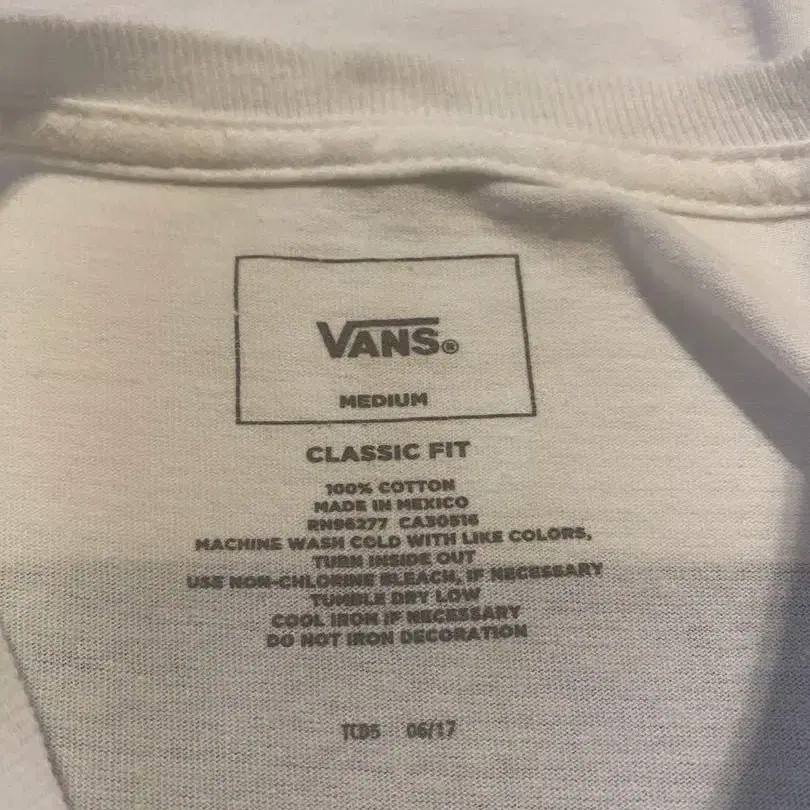 VANS®
MEDIUM
CLASSIC FIT
100% COTTON
MADE IN MEXICO
RN96277 CA30516
MACHINE WASH COLD WITH LIKE COLORS,
TURN INSIDE OUT
USE NON-CHLORINE BLEACH, IF NECESSARY
TUMBLE DRY LOW
COOL IRON IF NECESSARY
DO NOT IRON DECORATION
TCD5 06/17